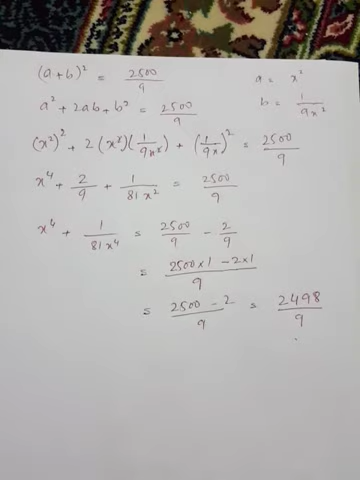 (a+b)² = 2500/9   a = x²
a² + 2ab + b² = 2500/9   b = 1/9x²
(x²)² + 2(x²)(1/9x²) + (1/9x)² = 2500/9
x⁴ + 2/9 + 1/81x² = 2500/9
x⁴ + 1/81x⁴ = 2500/9 - 2/9
= 2500×1 - 2×1/9
= 2500 - 2/9 = 2498/9